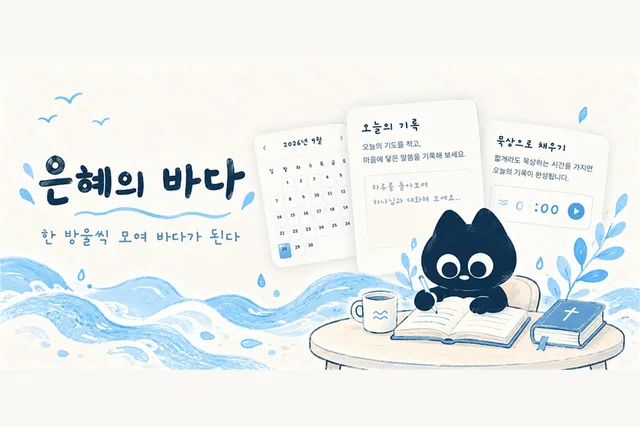 은혜의 바다
한 방울씩 모여 바다가 된다
2026년 9월
28 29 30
오늘의 기록
오늘의 기도를 적고,
마음에 닿은 말씀을 기록해 보세요.
하루를 돌아보며
하나님과 대화해 보세요..
묵상으로 채우기
짧게라도 묵상하는 시간을 가지면
오늘의 기록이 완성됩니다.
:00